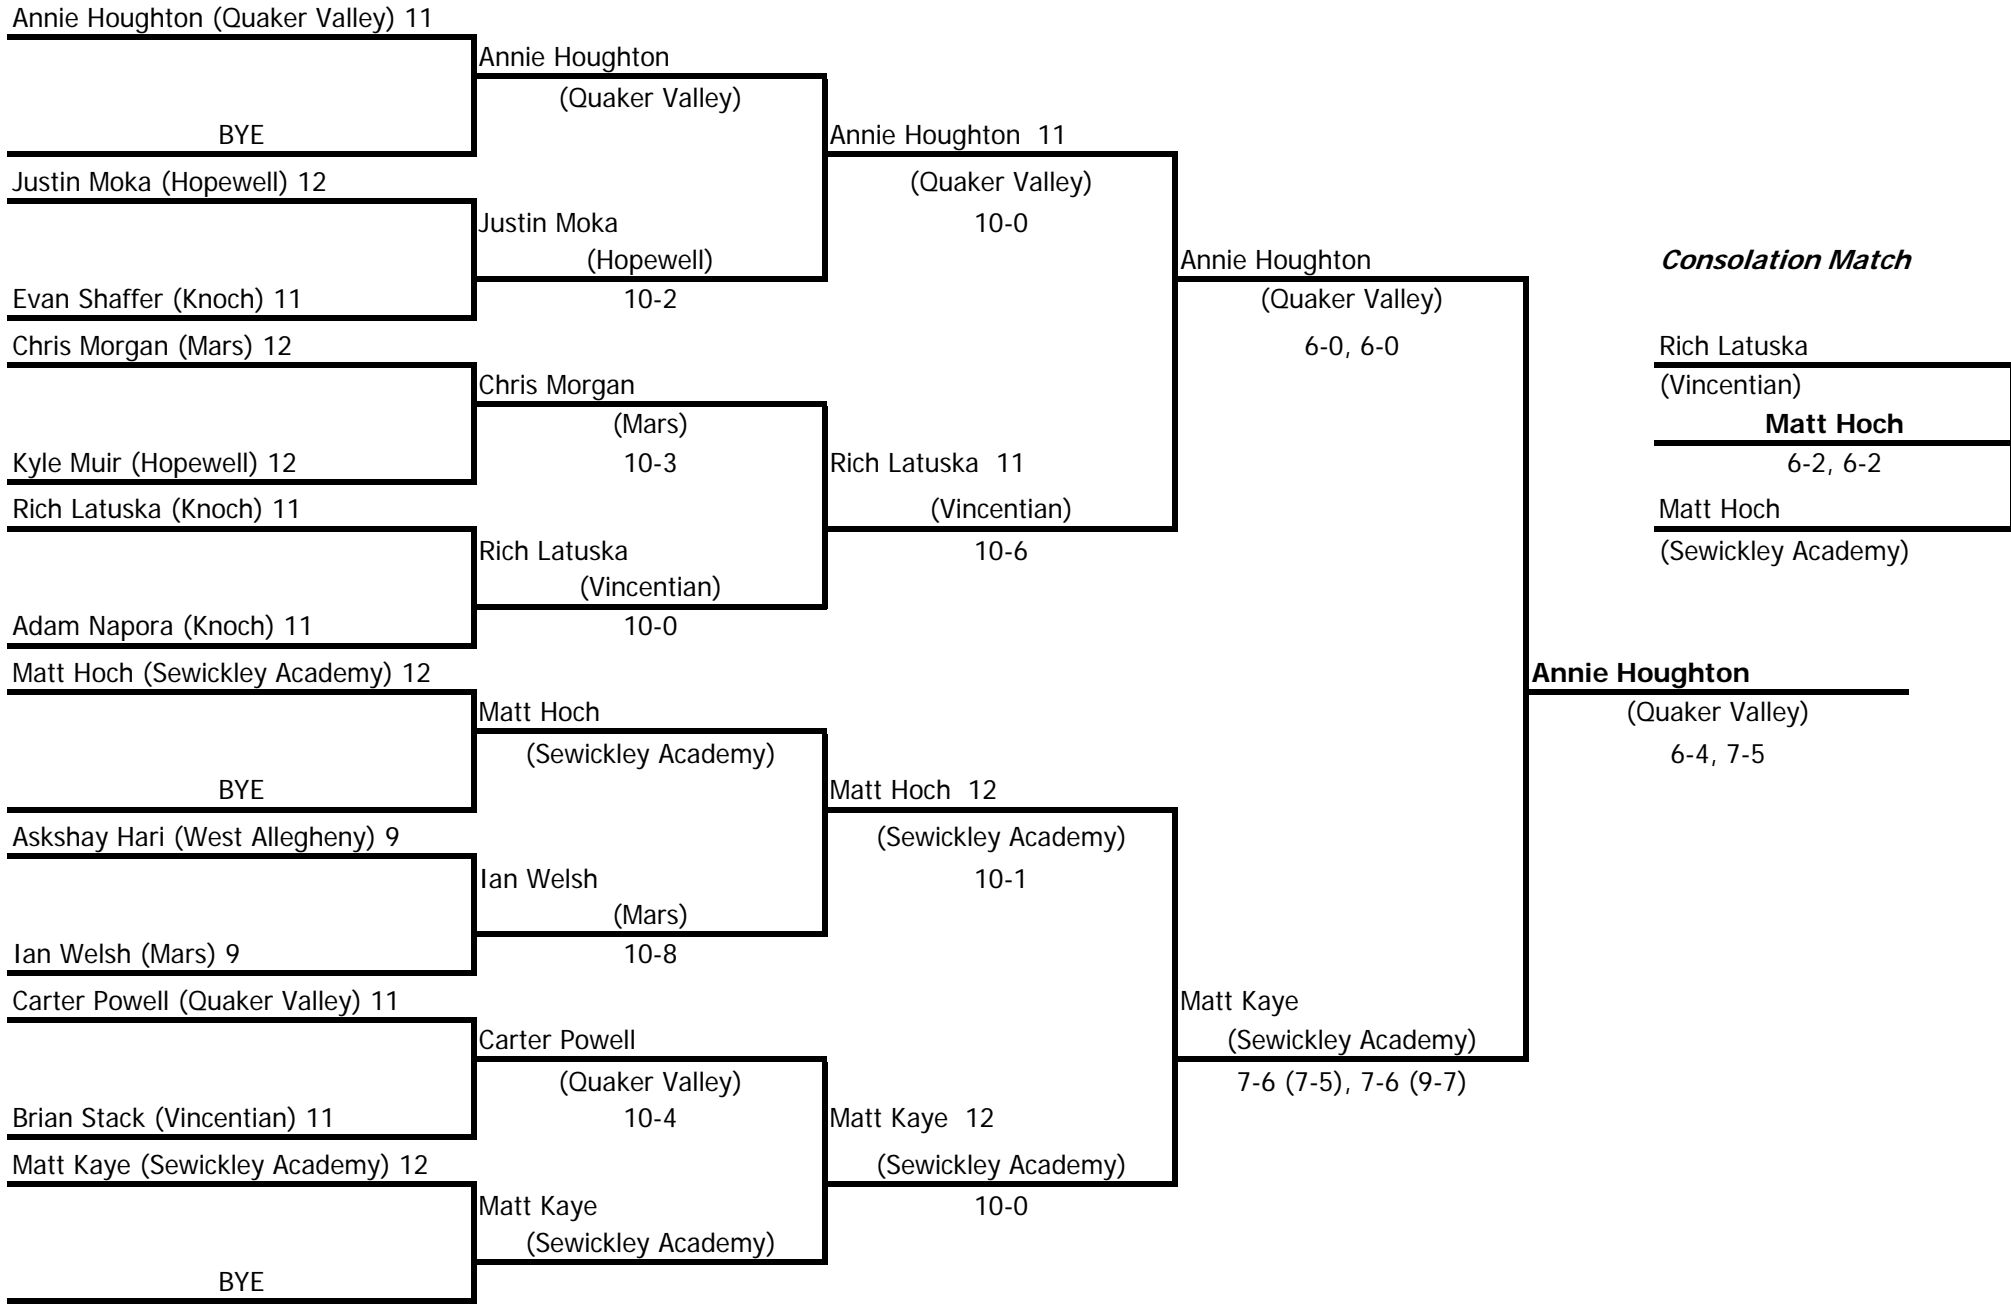 Annie Houghton (Quaker Valley) 11
BYE
Justin Moka (Hopewell) 12
Evan Shaffer (Knoch) 11
Chris Morgan (Mars) 12
Kyle Muir (Hopewell) 12
Rich Latuska (Knoch) 11
Adam Napora (Knoch) 11
Matt Hoch (Sewickley Academy) 12
BYE
Askshay Hari (West Allegheny) 9
Ian Welsh (Mars) 9
Carter Powell (Quaker Valley) 11
Brian Stack (Vincentian) 11
Matt Kaye (Sewickley Academy) 12
BYE
Annie Houghton
(Quaker Valley)
Justin Moka
(Hopewell)
10-2
Chris Morgan
(Mars)
10-3
Rich Latuska
(Vincentian)
10-0
Matt Hoch
(Sewickley Academy)
Ian Welsh
(Mars)
10-8
Carter Powell
(Quaker Valley)
10-4
Matt Kaye
(Sewickley Academy)
Annie Houghton 11
(Quaker Valley)
10-0
Rich Latuska 11
(Vincentian)
10-6
Matt Hoch 12
(Sewickley Academy)
10-1
Matt Kaye 12
(Sewickley Academy)
10-0
Annie Houghton
(Quaker Valley)
6-0, 6-0
Matt Kaye
(Sewickley Academy)
7-6 (7-5), 7-6 (9-7)
Annie Houghton
(Quaker Valley)
6-4, 7-5
Consolation Match
Rich Latuska
(Vincentian)
Matt Hoch
6-2, 6-2
Matt Hoch
(Sewickley Academy)